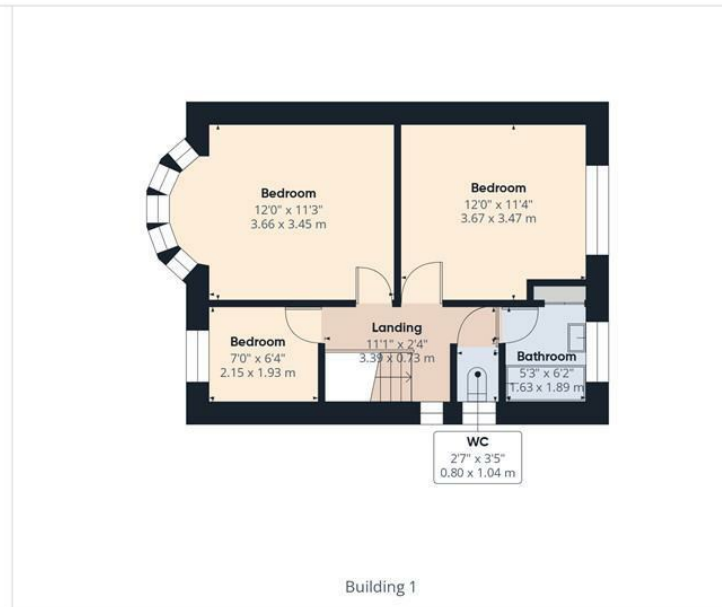 Bedroom
12'0" x 11'3"
3.66 x 3.45 m
Bedroom
12'0" x 11'4"
3.67 x 3.47 m
Bedroom
7'0" x 6'4"
2.15 x 1.93 m
Landing
11'1" x 2'4"
3.39 x 0.73 m
Bathroom
5'3" x 6'2"
1.63 x 1.89 m
WC
2'7" x 3'5"
0.80 x 1.04 m
Building 1